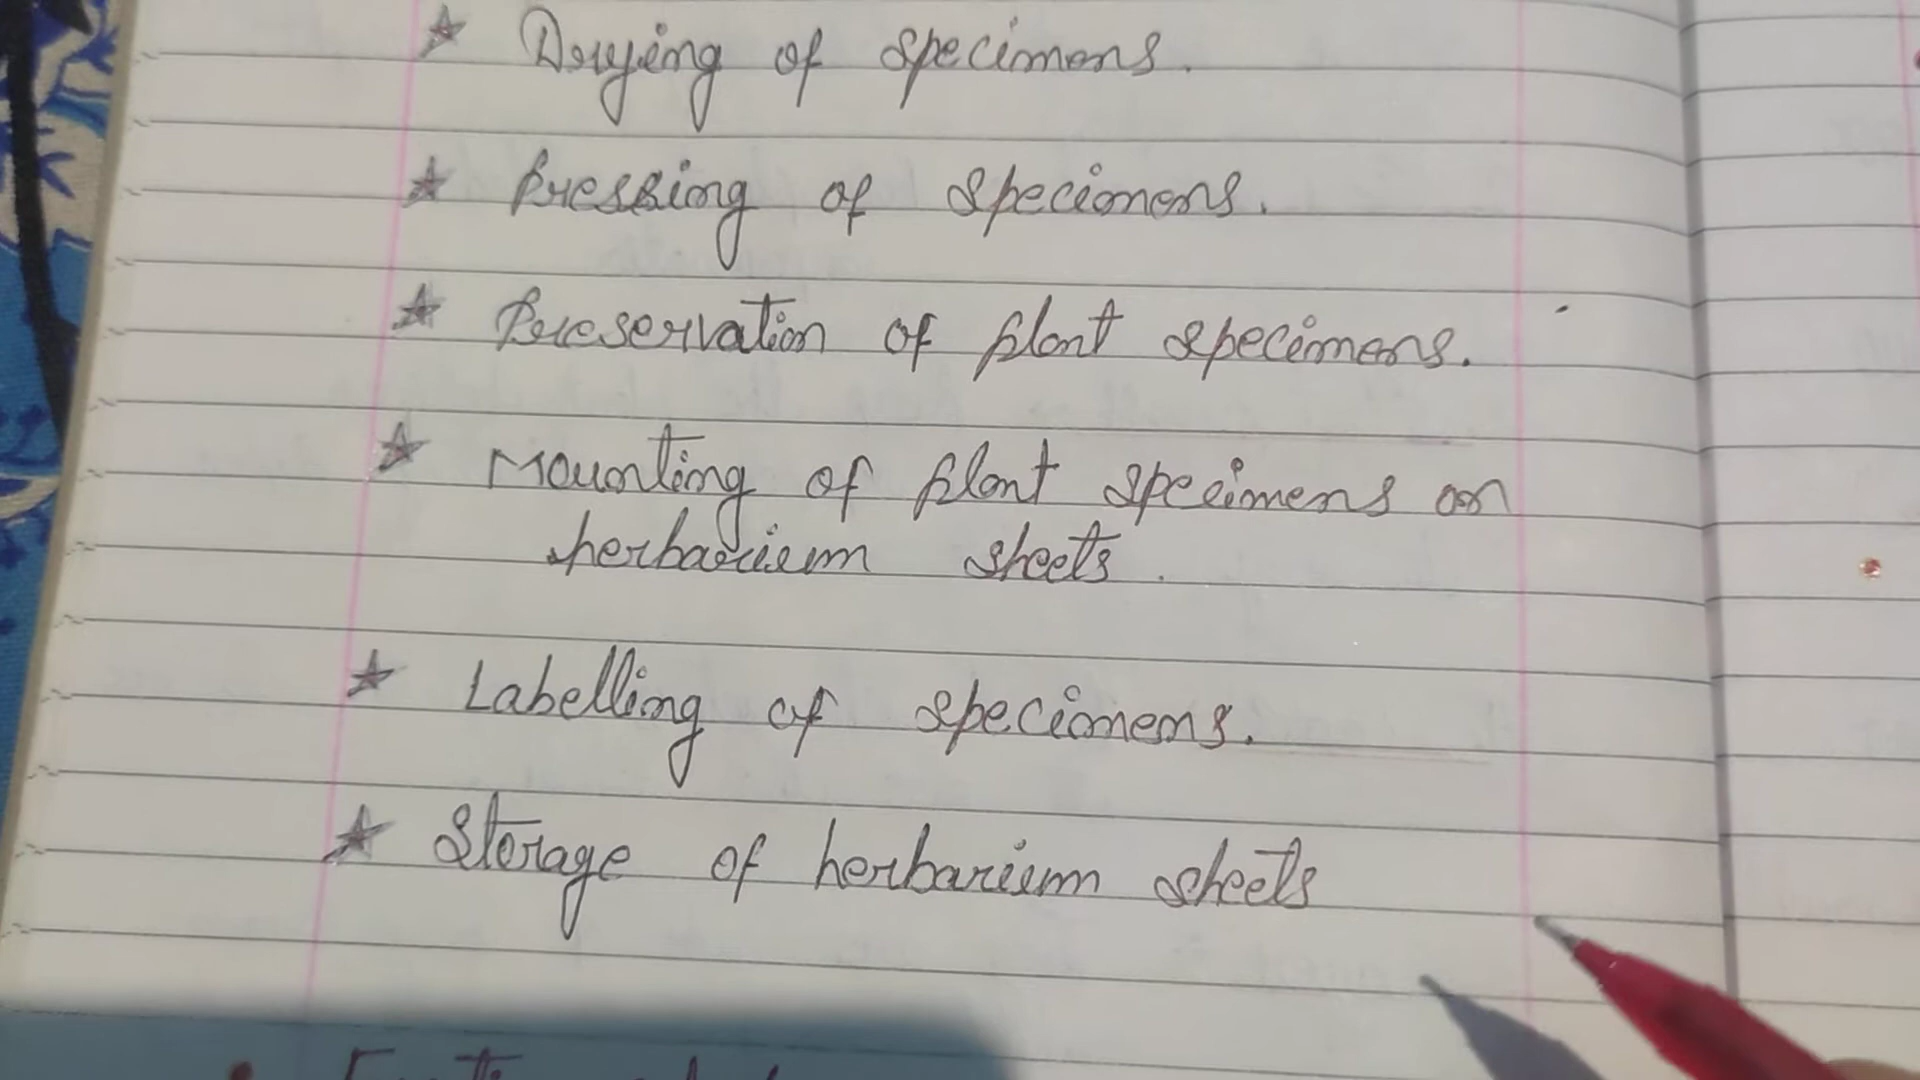 ★ Drying of specimens.
★ Pressing of specimens.
★ Preservation of plant specimens.
★ Mounting of plant specimens on
herbarium sheets.
★ Labelling of specimens.
★ Storage of herbarium sheets